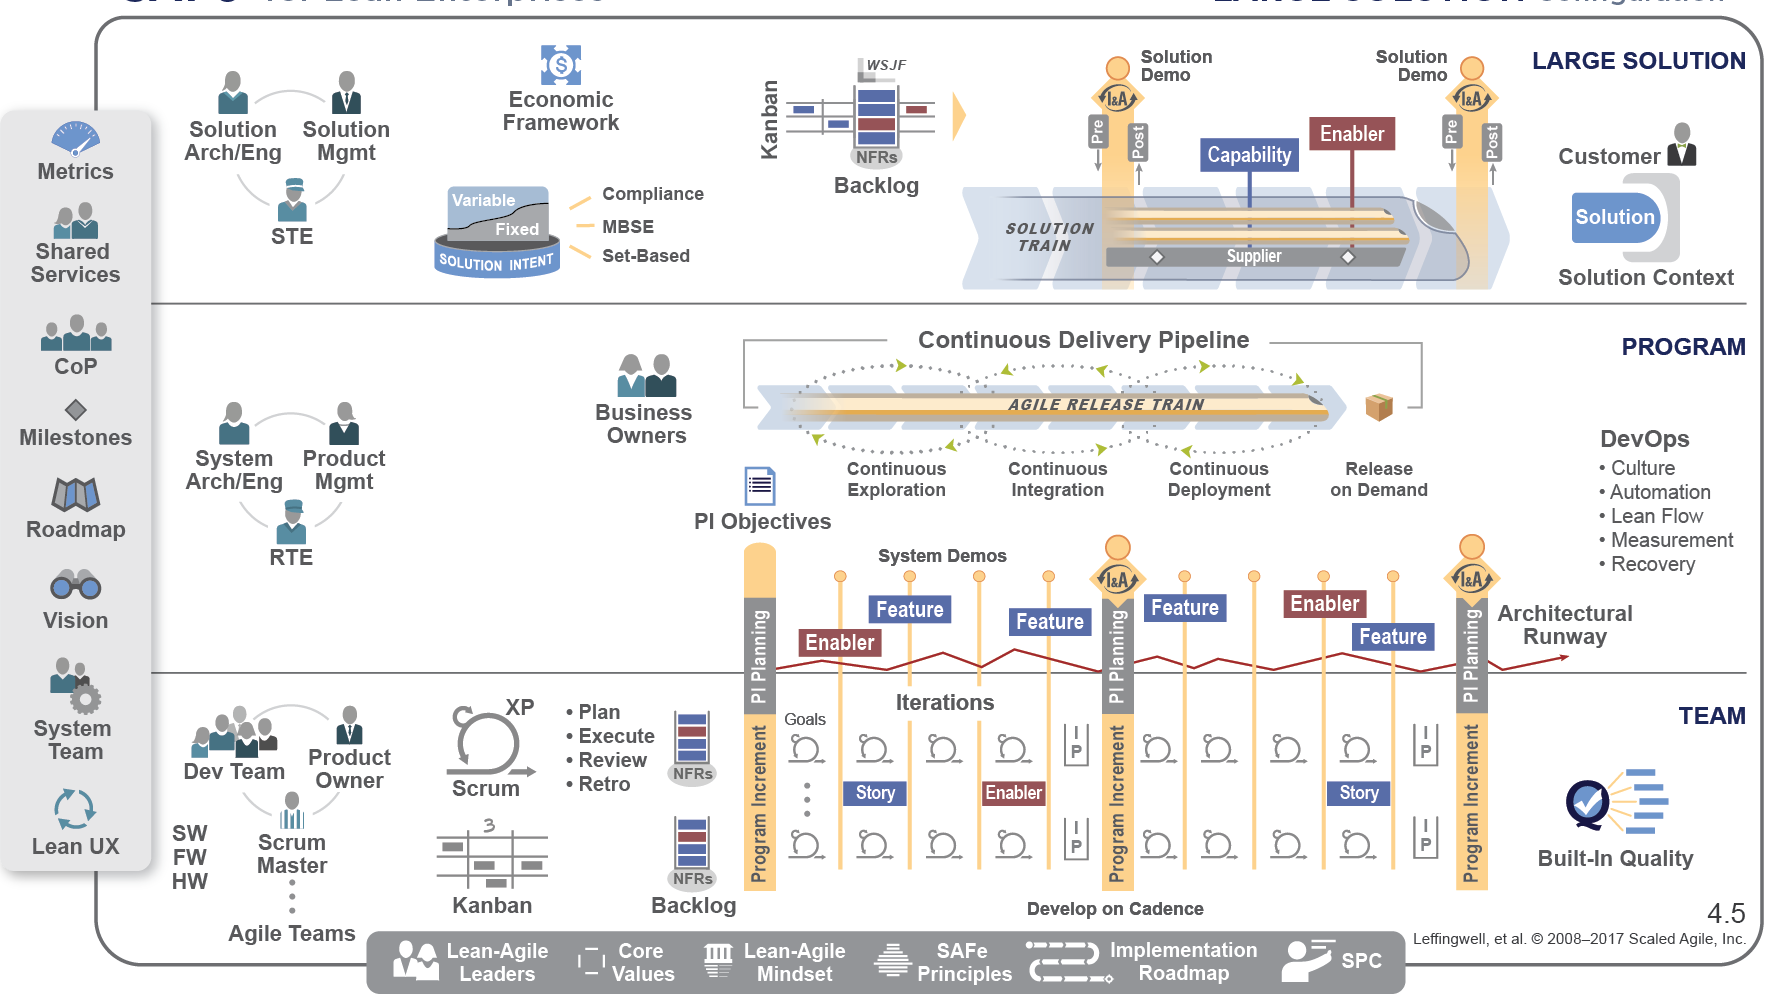 SAFe for Lean Enterprises
LARGE SOLUTION Configuration
LARGE SOLUTION
Solution
Arch/Eng
Solution
Mgmt
STE
Economic
Framework
Variable
Fixed
SOLUTION INTENT
Compliance
MBSE
Set-Based
Kanban
WSJF
NFRs
Backlog
Solution
Demo
I&A
Pre
Post
Capability
Enabler
Solution
Demo
I&A
Pre
Post
SOLUTION
TRAIN
Supplier
Customer
Solution
Solution Context
Metrics
Shared
Services
CoP
Milestones
Roadmap
Vision
System
Team
Lean UX
PROGRAM
System
Arch/Eng
Product
Mgmt
RTE
Business
Owners
Continuous Delivery Pipeline
AGILE RELEASE TRAIN
Continuous
Exploration
Continuous
Integration
Continuous
Deployment
Release
on Demand
DevOps
• Culture
• Automation
• Lean Flow
• Measurement
• Recovery
PI Objectives
System Demos
I&A
I&A
Enabler
Feature
Feature
Feature
Enabler
Feature
Architectural
Runway
PI Planning
PI Planning
PI Planning
TEAM
Dev Team
Product
Owner
Scrum
Master
SW
FW
HW
Agile Teams
XP
Scrum
• Plan
• Execute
• Review
• Retro
3
Kanban
NFRs
NFRs
Backlog
Program Increment
Program Increment
Program Increment
Goals
Iterations
Story
Enabler
Story
I
P
I
P
I
P
I
P
Develop on Cadence
Built-In Quality
4.5
Leffingwell, et al. © 2008–2017 Scaled Agile, Inc.
Lean-Agile
Leaders
Core
Values
Lean-Agile
Mindset
SAFe
Principles
Implementation
Roadmap
SPC